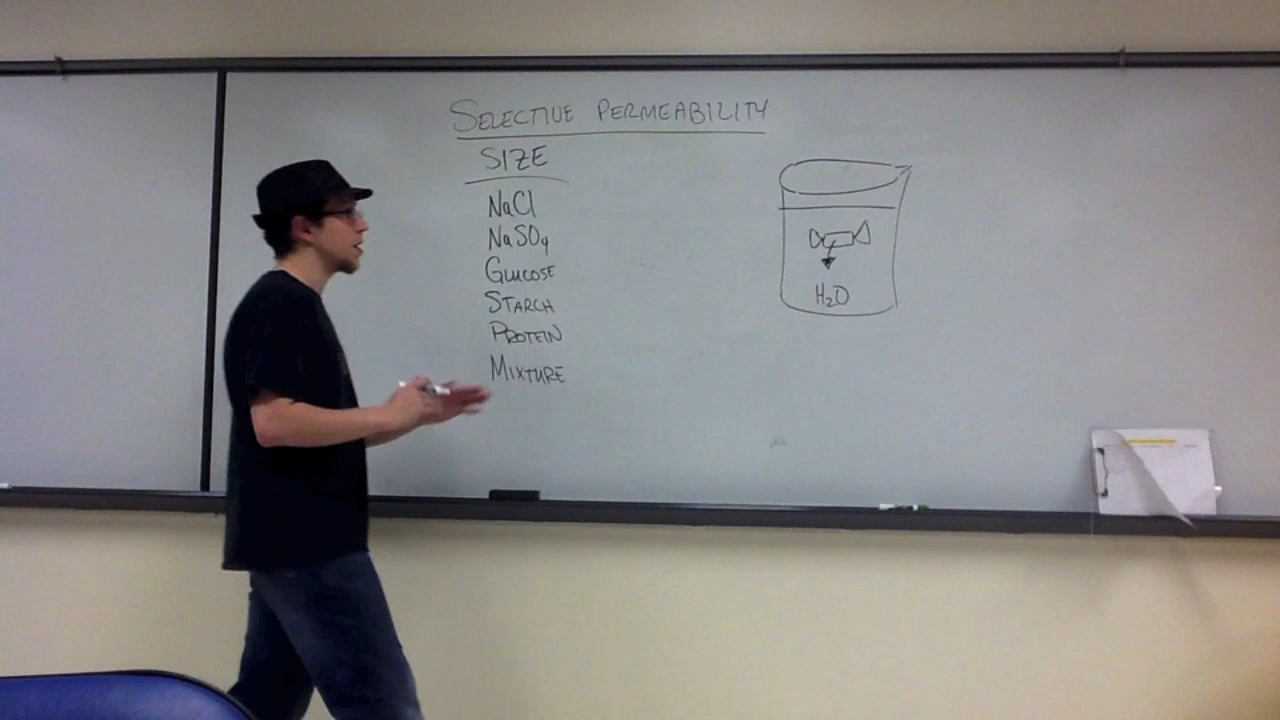 SELECTIVE PERMEABILITY
SIZE
NaCl
NaSO4
GLUCOSE
STARCH
PROTEIN
MIXTURE
H2O